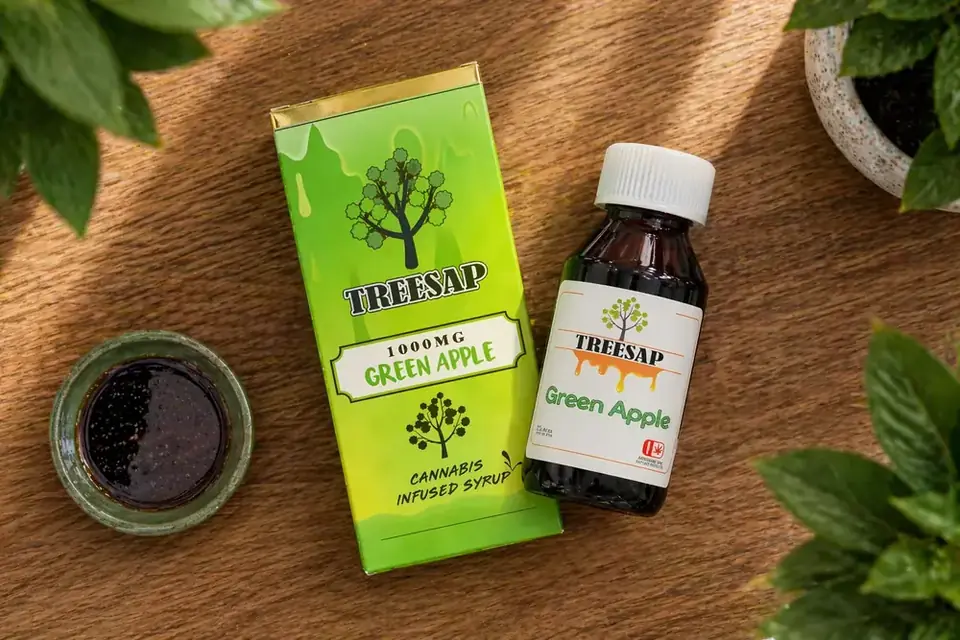 TREESAP
1000MG
GREEN APPLE
CANNABIS
INFUSED SYRUP
TREESAP
Green Apple